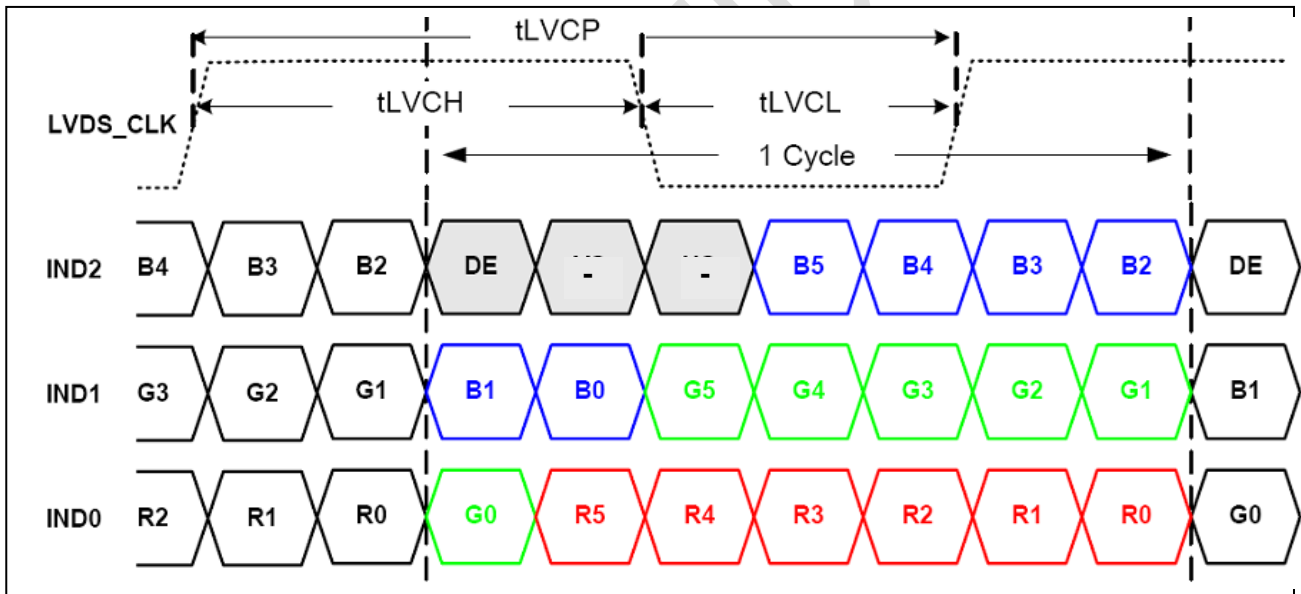 tLVCP
tLVCH
tLVCL
LVDS_CLK
1 Cycle
IND2 B4 B3 B2 DE - - B5 B4 B3 B2 DE
IND1 G3 G2 G1 B1 B0 G5 G4 G3 G2 G1 B1
IND0 R2 R1 R0 G0 R5 R4 R3 R2 R1 R0 G0